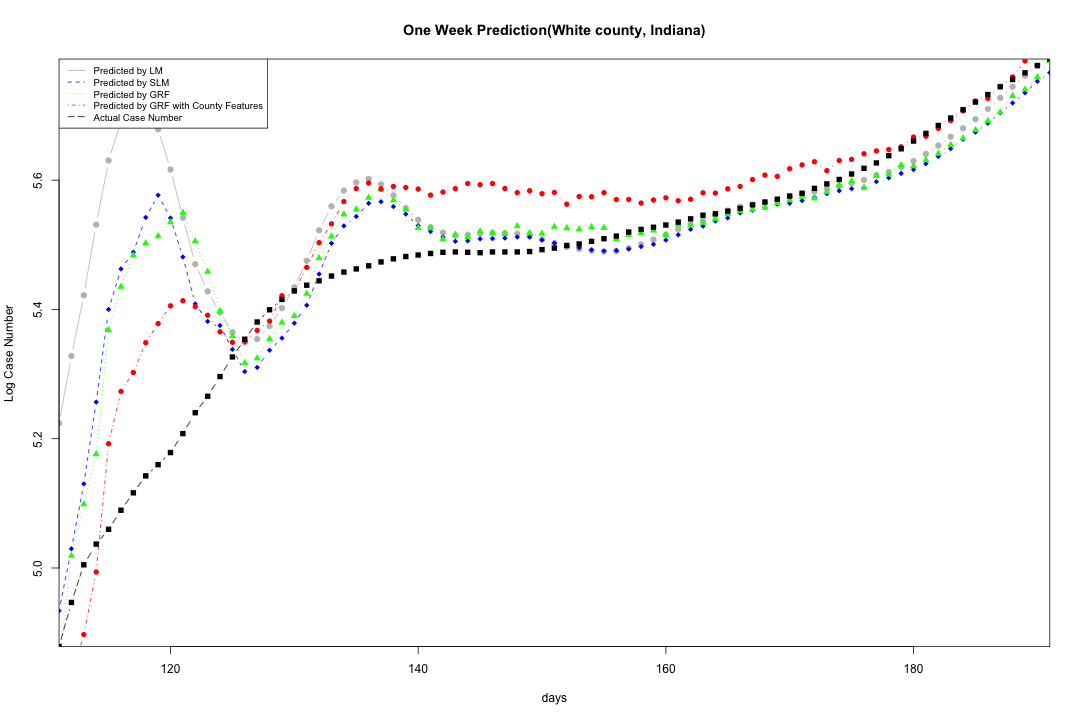 One Week Prediction(White county, Indiana)
Predicted by LM
Predicted by SLM
Predicted by GRF
Predicted by GRF with County Features
Actual Case Number
Log Case Number
5.6
5.4
5.2
5.0
120
140
160
180
days